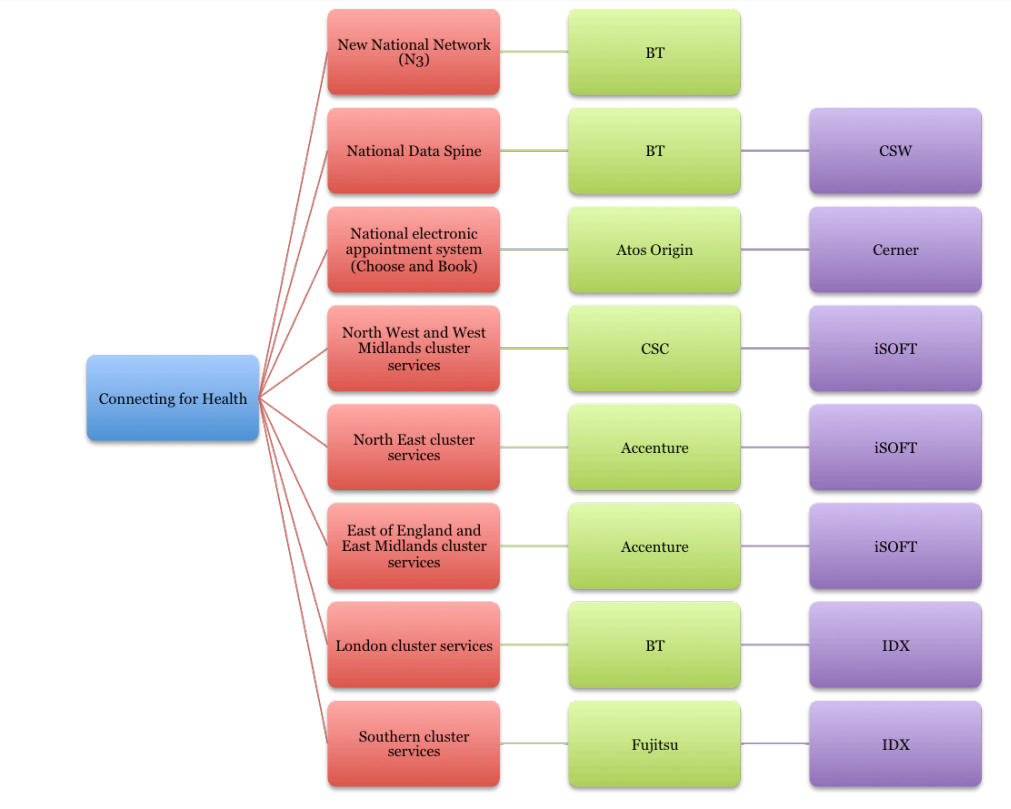 New National Network
(N3)
BT
National Data Spine
BT
CSW
National electronic
appointment system
(Choose and Book)
Atos Origin
Cerner
North West and West
Midlands cluster
services
CSC
iSOFT
Connecting for Health
North East cluster
services
Accenture
iSOFT
East of England and
East Midlands cluster
services
Accenture
iSOFT
London cluster services
BT
IDX
Southern cluster
services
Fujitsu
IDX